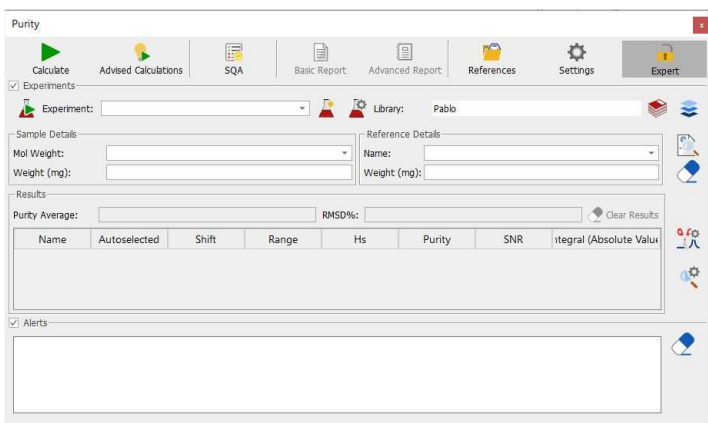 Purity
x
Calculate Advised Calculations SQA Basic Report Advanced Report References Settings Expert
Experiments
Experiment: Library: Pablo
Sample Details Reference Details
Mol Weight: Name:
Weight (mg): Weight (mg):
Results
Purity Average: RMSD%: Clear Results
Name Autoselected Shift Range Hs Purity SNR ntegral (Absolute Value
Alerts